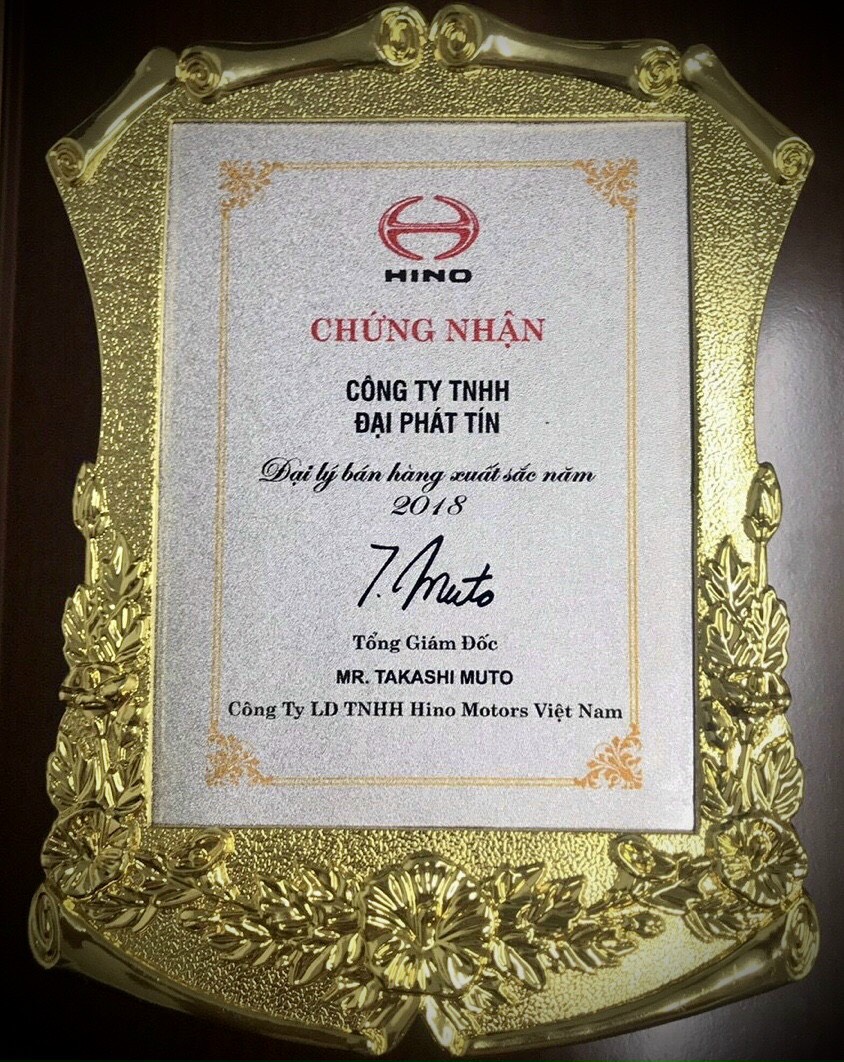 HINO
CHỨNG NHẬN
CÔNG TY TNHH
ĐẠI PHÁT TÍN
Đại lý bán hàng xuất sắc năm
2018
T. Muto
Tổng Giám Đốc
MR. TAKASHI MUTO
Công Ty LD TNHH Hino Motors Việt Nam